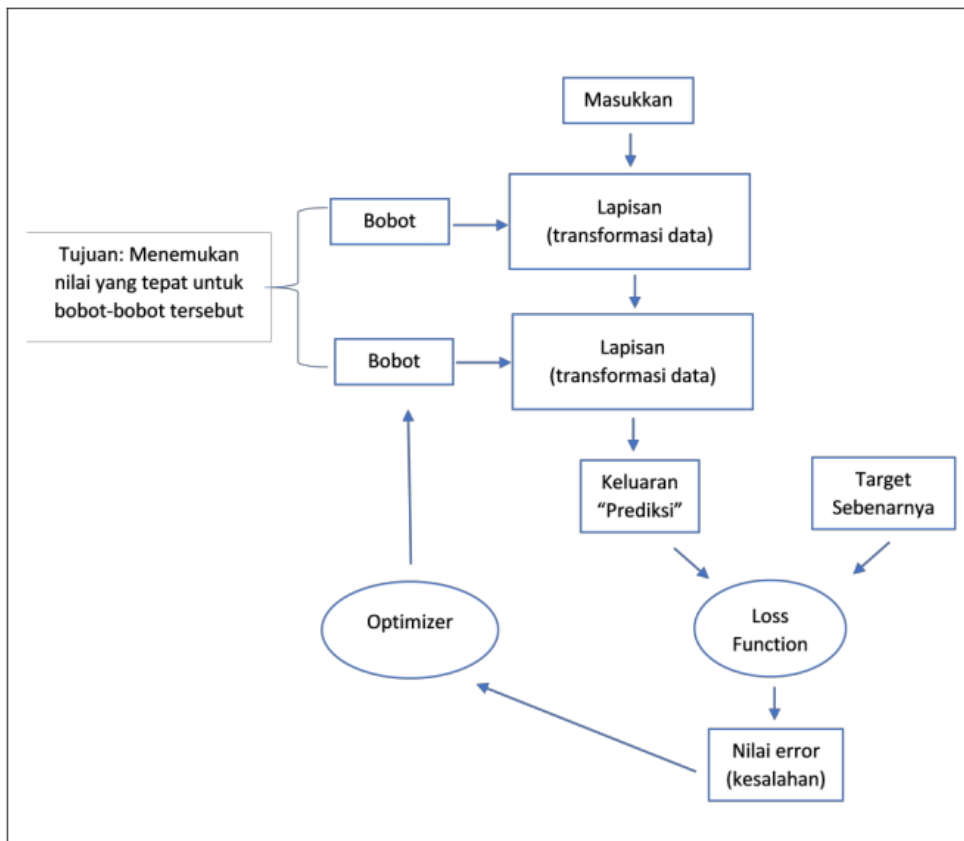 Masukkan
Bobot
Lapisan
(transformasi data)
Tujuan: Menemukan
nilai yang tepat untuk
bobot-bobot tersebut
Bobot
Lapisan
(transformasi data)
Keluaran
“Prediksi”
Target
Sebenarnya
Optimizer
Loss
Function
Nilai error
(kesalahan)